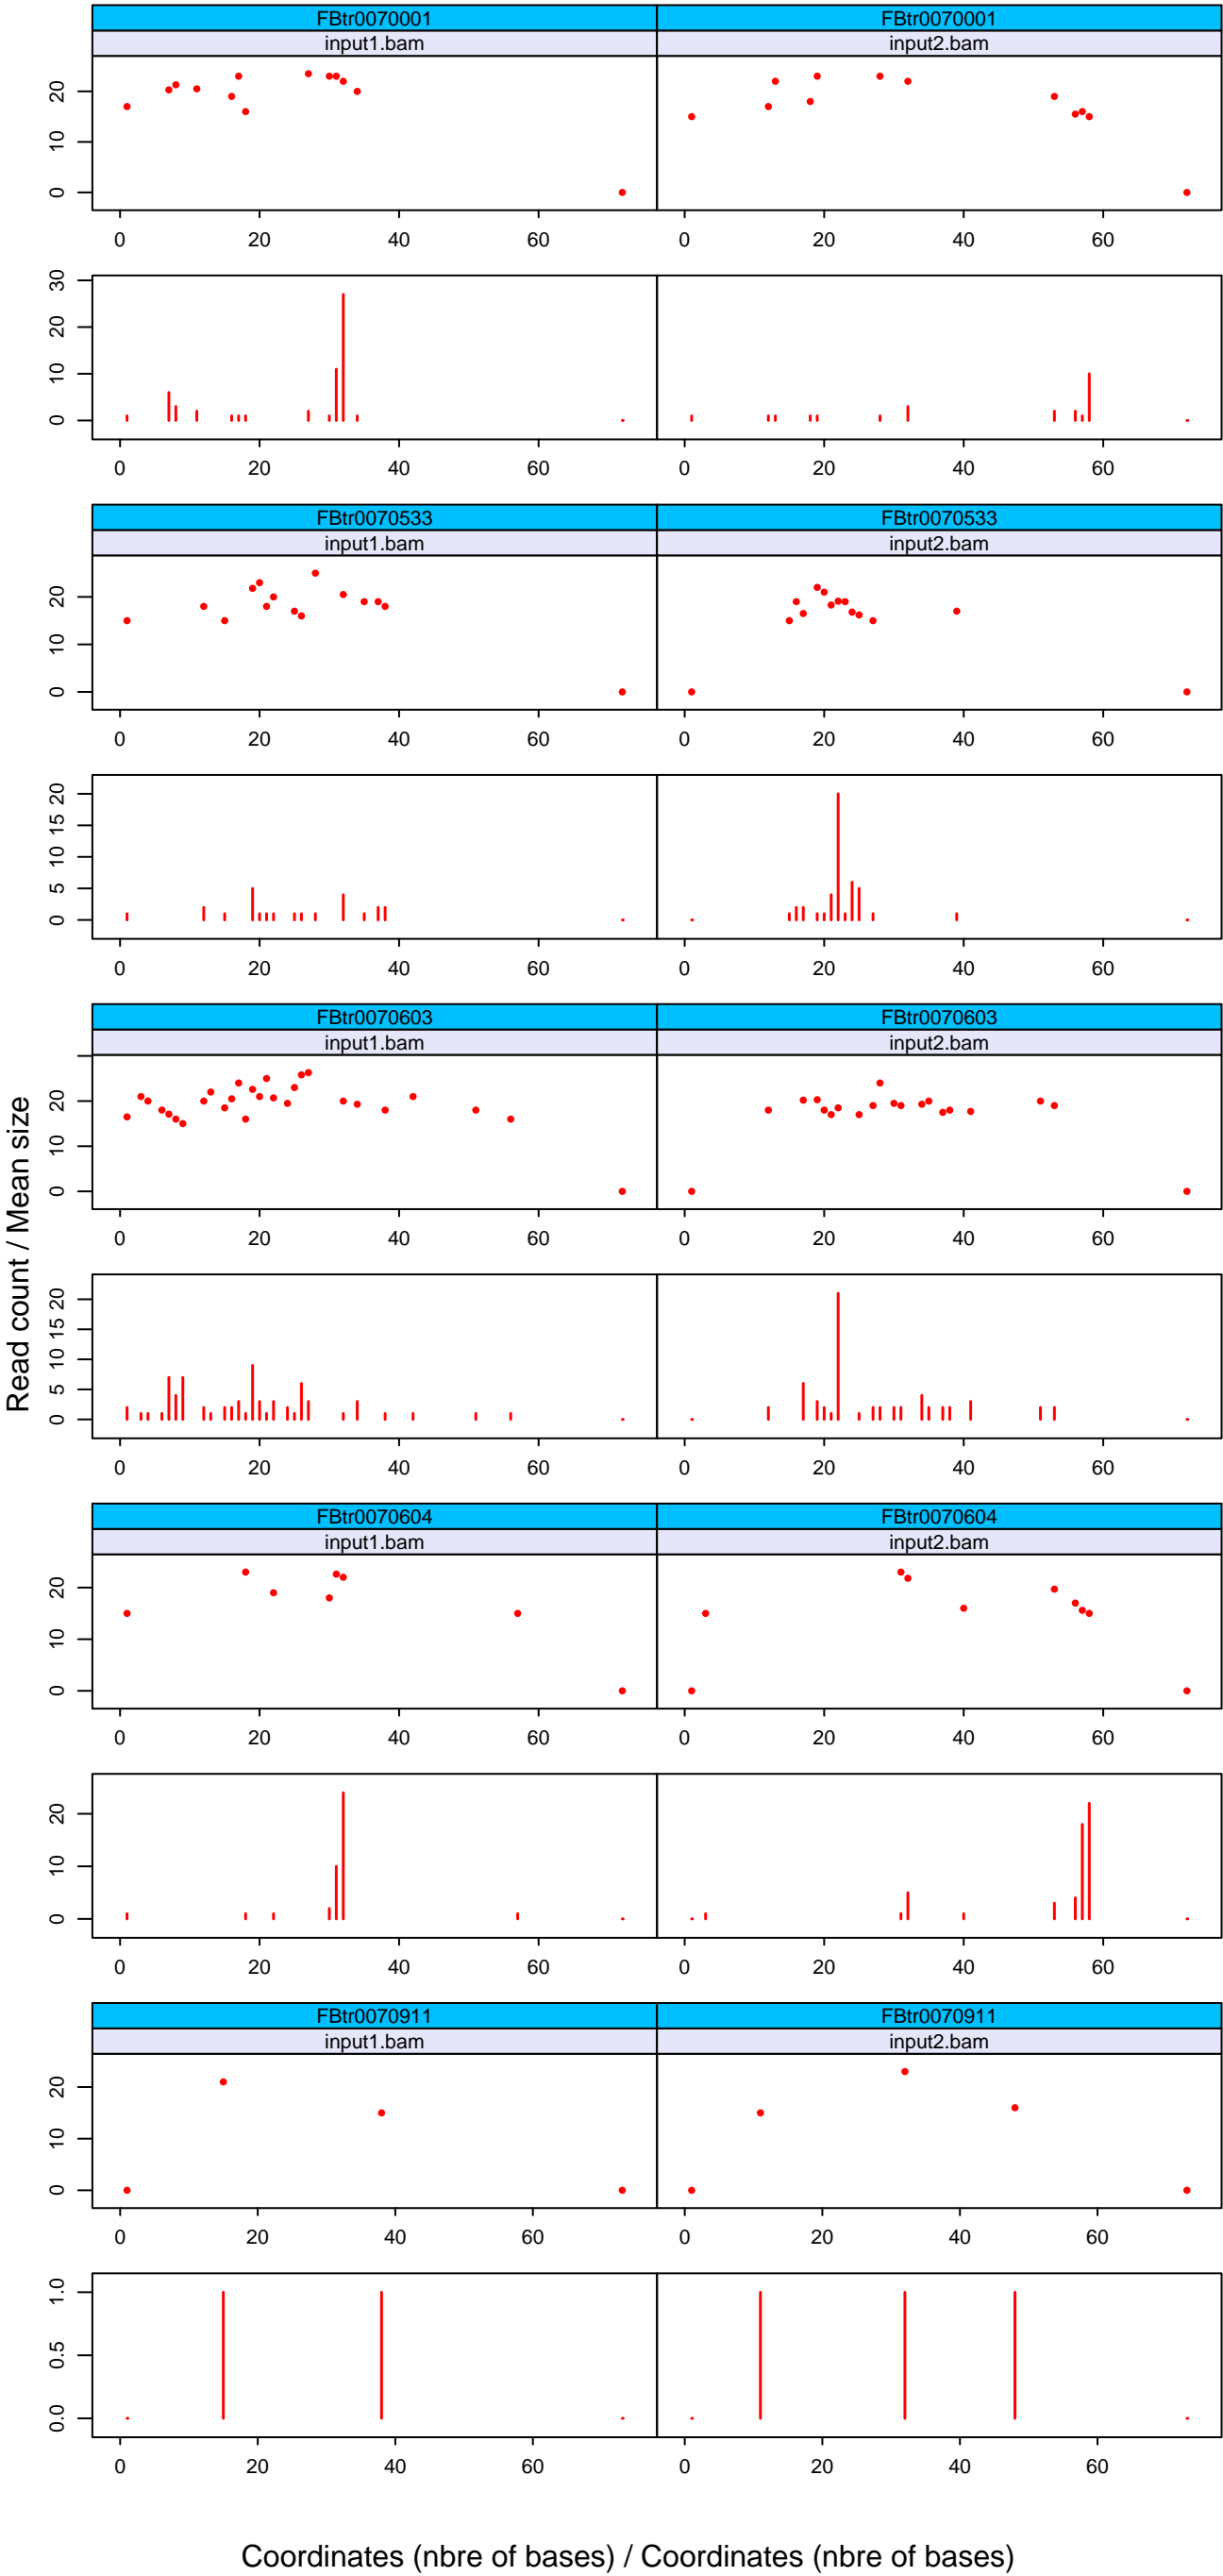 FBtr0070001 FBtr0070001
input1.bam input2.bam
20
10
0
0 20 40 60 0 20 40 60
30
20
10
0
0 20 40 60 0 20 40 60
FBtr0070533 FBtr0070533
input1.bam input2.bam
20
10
0
0 20 40 60 0 20 40 60
20
15
10
5
0
0 20 40 60 0 20 40 60
FBtr0070603 FBtr0070603
input1.bam input2.bam
20
10
0
0 20 40 60 0 20 40 60
20
15
10
5
0
0 20 40 60 0 20 40 60
Read count / Mean size
FBtr0070604 FBtr0070604
input1.bam input2.bam
20
10
0
0 20 40 60 0 20 40 60
20
10
0
0 20 40 60 0 20 40 60
FBtr0070911 FBtr0070911
input1.bam input2.bam
20
10
0
0 20 40 60 0 20 40 60
1.0
0.5
0.0
0 20 40 60 0 20 40 60
Coordinates (nbre of bases) / Coordinates (nbre of bases)